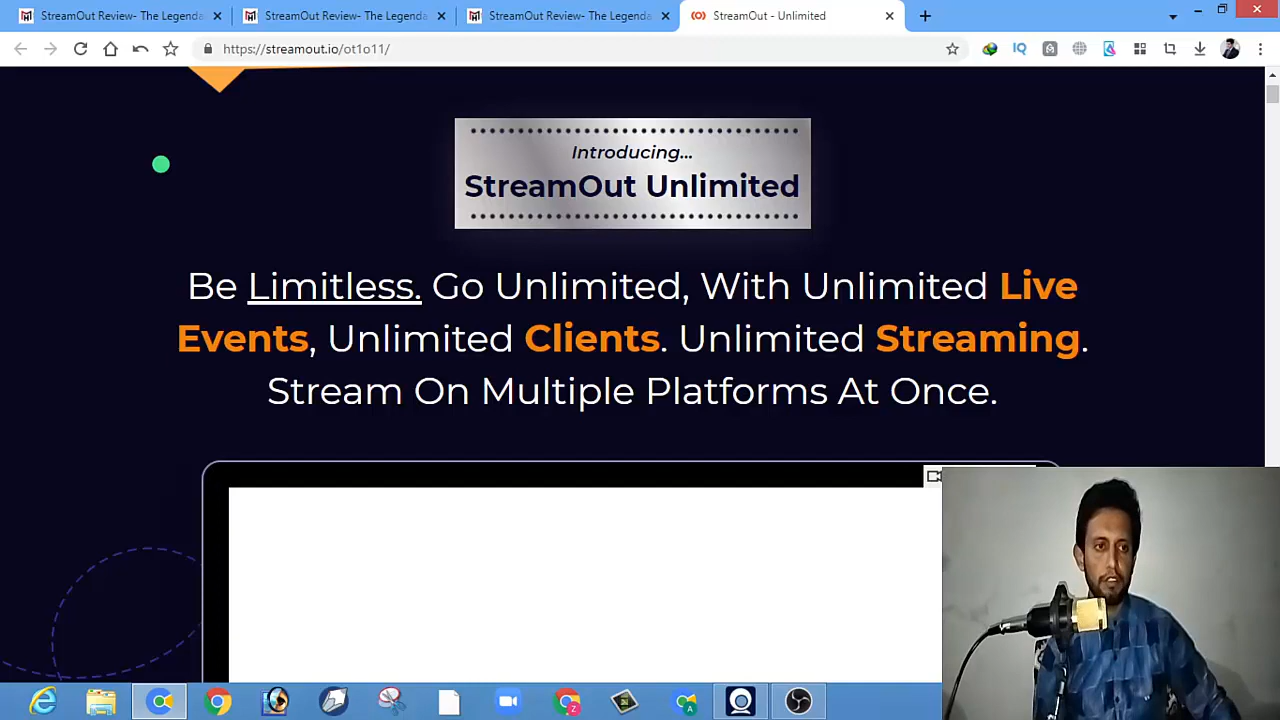 StreamOut Review- The Legenda
StreamOut Review- The Legenda
StreamOut Review- The Legenda
StreamOut - Unlimited
https://streamout.io/ot1o11/
IQ
Introducing...
StreamOut Unlimited
Be Limitless. Go Unlimited, With Unlimited Live
Events, Unlimited Clients. Unlimited Streaming.
Stream On Multiple Platforms At Once.
Z
A